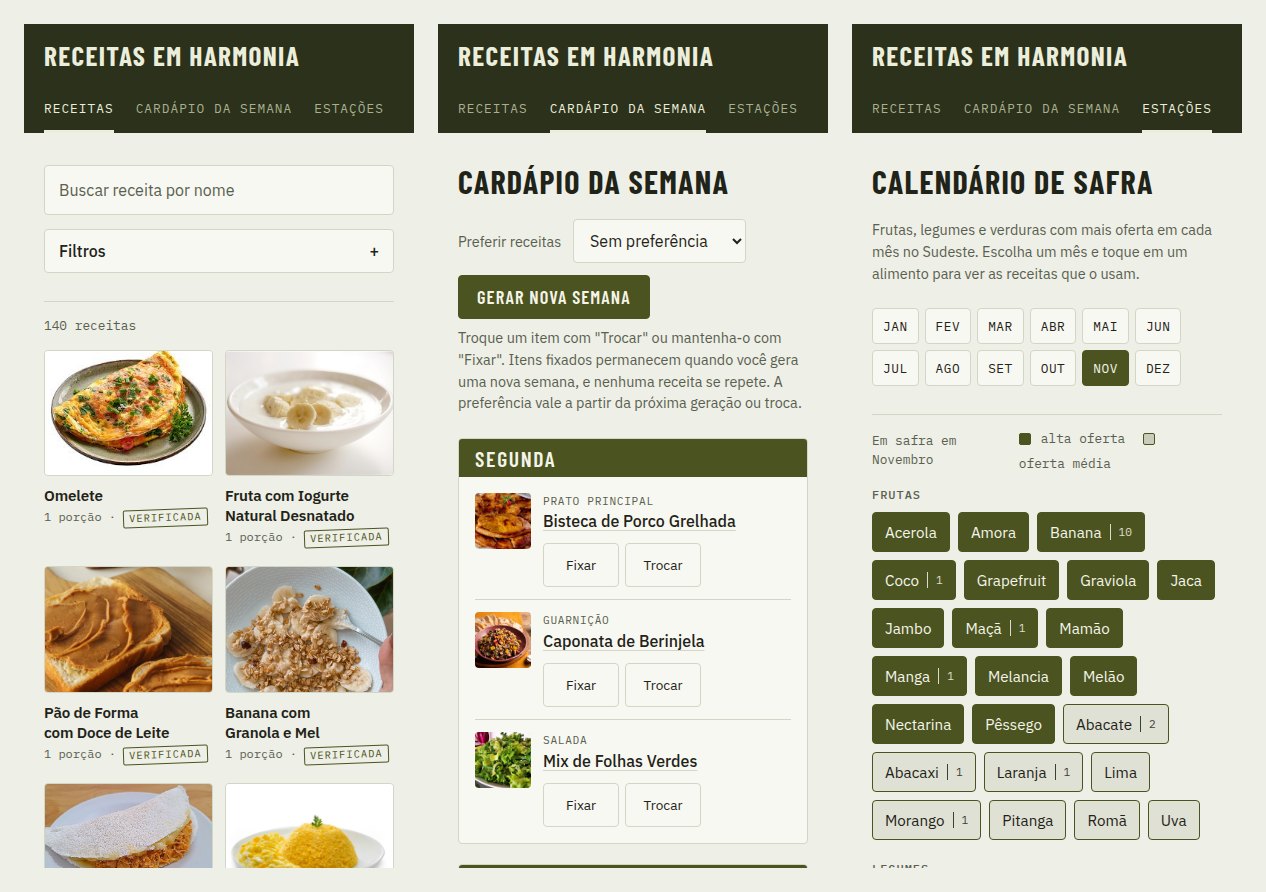 RECEITAS EM HARMONIA
RECEITAS CARDÁPIO DA SEMANA ESTAÇÕES
Buscar receita por nome
Filtros +
140 receitas
Omelete
1 porção · VERIFICADA
Fruta com Iogurte
Natural Desnatado
1 porção · VERIFICADA
Pão de Forma
com Doce de Leite
1 porção · VERIFICADA
Banana com
Granola e Mel
1 porção · VERIFICADA
RECEITAS EM HARMONIA
RECEITAS CARDÁPIO DA SEMANA ESTAÇÕES
CARDÁPIO DA SEMANA
Preferir receitas Sem preferência
GERAR NOVA SEMANA
Troque um item com "Trocar" ou mantenha-o com
"Fixar". Itens fixados permanecem quando você gera
uma nova semana, e nenhuma receita se repete. A
preferência vale a partir da próxima geração ou troca.
SEGUNDA
PRATO PRINCIPAL
Bisteca de Porco Grelhada
Fixar Trocar
GUARNIÇÃO
Caponata de Berinjela
Fixar Trocar
SALADA
Mix de Folhas Verdes
Fixar Trocar
RECEITAS EM HARMONIA
RECEITAS CARDÁPIO DA SEMANA ESTAÇÕES
CALENDÁRIO DE SAFRA
Frutas, legumes e verduras com mais oferta em cada
mês no Sudeste. Escolha um mês e toque em um
alimento para ver as receitas que o usam.
JAN FEV MAR ABR MAI JUN
JUL AGO SET OUT NOV DEZ
Em safra em
Novembro
alta oferta
oferta média
FRUTAS
Acerola Amora Banana 10
Coco 1 Grapefruit Graviola Jaca
Jambo Maçã 1 Mamão
Manga 1 Melancia Melão
Nectarina Pêssego Abacate 2
Abacaxi 1 Laranja 1 Lima
Morango 1 Pitanga Romã Uva